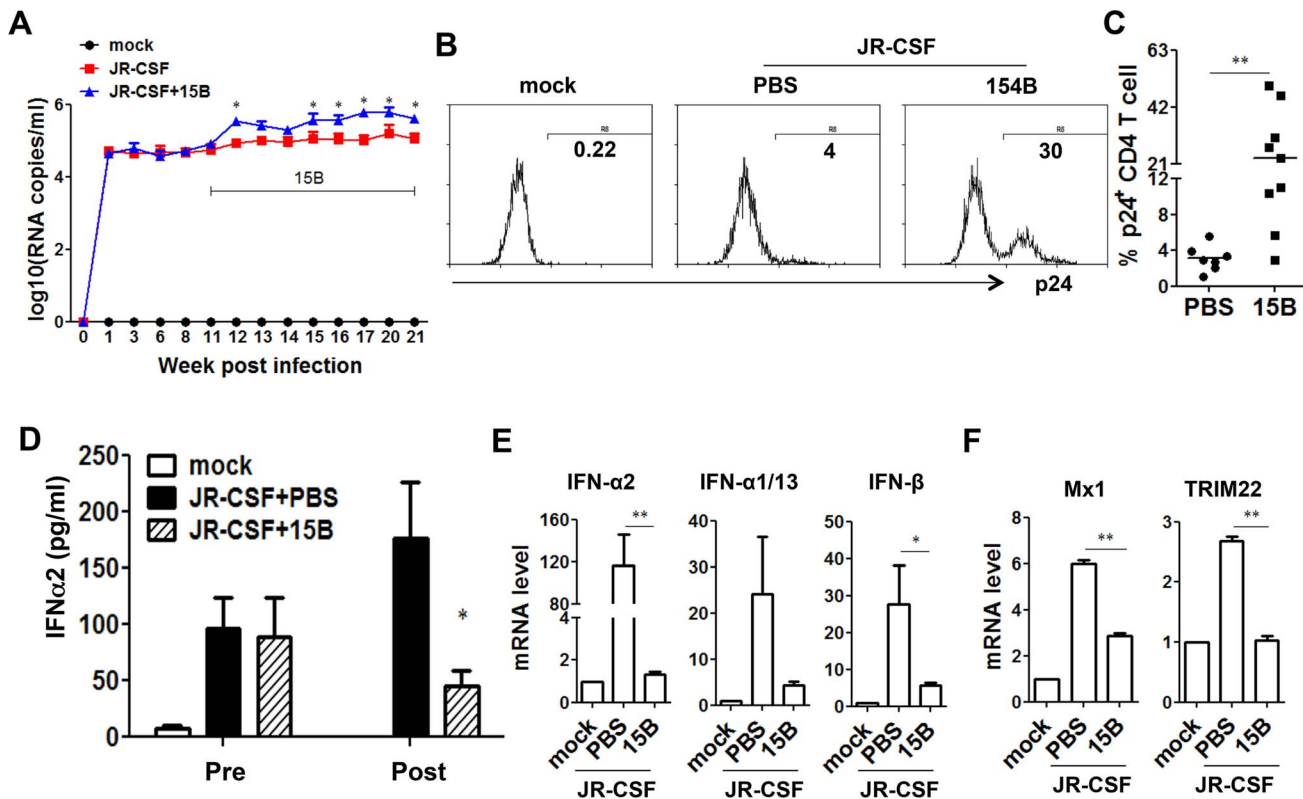 A
mock
JR-CSF
JR-CSF+15B
log10(RNA copies/ml)
6
4
2
0
* * * * * *
15B
0 1 3 6 8 11 12 13 14 15 16 17 20 21
Week post infection
B
JR-CSF
mock PBS 154B
R8 R8 R8
0.22 4 30
p24
C
% p24+ CD4 T cell
63
42
21
12
8
4
0
**
PBS 15B
D
IFNα2 (pg/ml)
250
200
150
100
50
0
mock
JR-CSF+PBS
JR-CSF+15B
*
Pre Post
E
mRNA level
IFN-α2
160
120
80
4
2
0
**
mock PBS 15B
JR-CSF
IFN-α1/13
40
30
20
10
0
mock PBS 15B
JR-CSF
IFN-β
50
40
30
20
10
0
*
mock PBS 15B
JR-CSF
F
mRNA level
Mx1
8
6
4
2
0
**
mock PBS 15B
JR-CSF
TRIM22
3
2
1
0
**
mock PBS 15B
JR-CSF